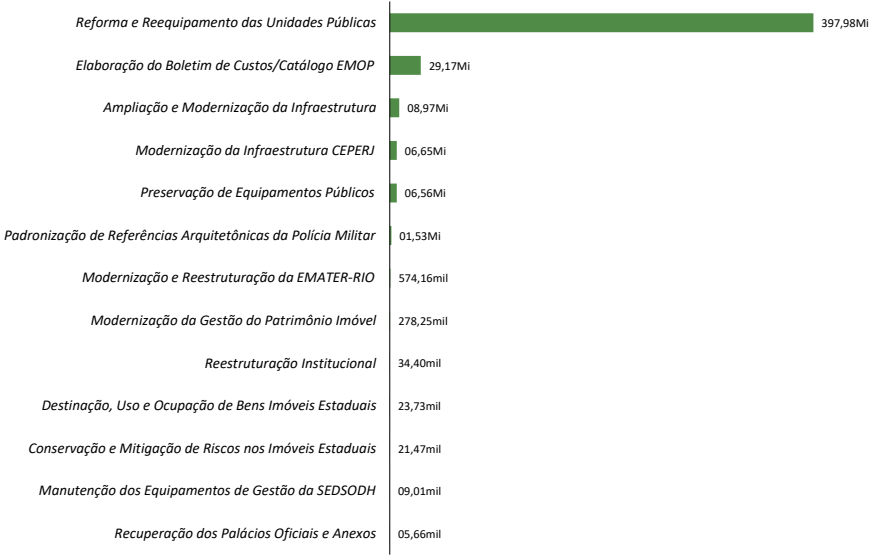 Reforma e Reequipamento das Unidades Públicas 397,98Mi
Elaboração do Boletim de Custos/Catálogo EMOP 29,17Mi
Ampliação e Modernização da Infraestrutura 08,97Mi
Modernização da Infraestrutura CEPERJ 06,65Mi
Preservação de Equipamentos Públicos 06,56Mi
Padronização de Referências Arquitetônicas da Polícia Militar 01,53Mi
Modernização e Reestruturação da EMATER-RIO 574,16mil
Modernização da Gestão do Patrimônio Imóvel 278,25mil
Reestruturação Institucional 34,40mil
Destinação, Uso e Ocupação de Bens Imóveis Estaduais 23,73mil
Conservação e Mitigação de Riscos nos Imóveis Estaduais 21,47mil
Manutenção dos Equipamentos de Gestão da SEDSODH 09,01mil
Recuperação dos Palácios Oficiais e Anexos 05,66mil